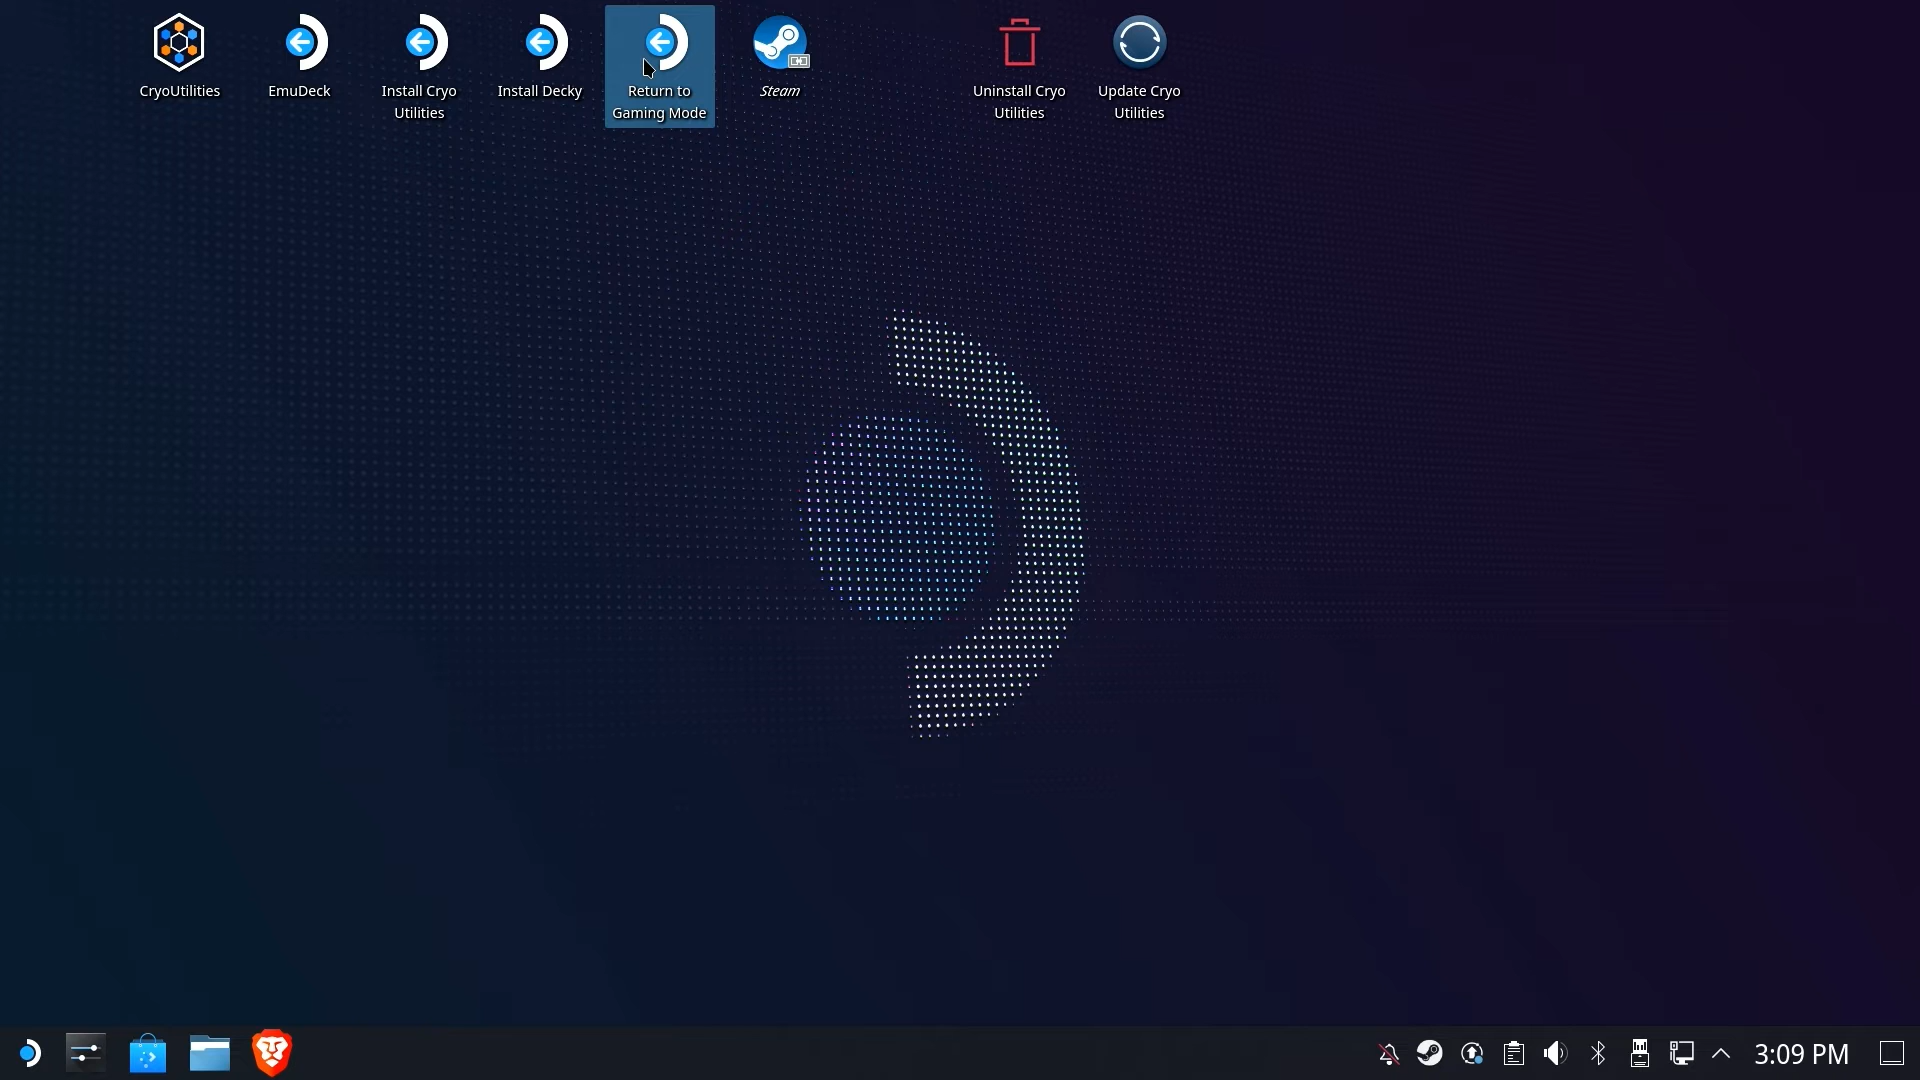 CryoUtilities
EmuDeck
Install Cryo
Utilities
Install Decky
Return to
Gaming Mode
Steam
Uninstall Cryo
Utilities
Update Cryo
Utilities
3:09 PM